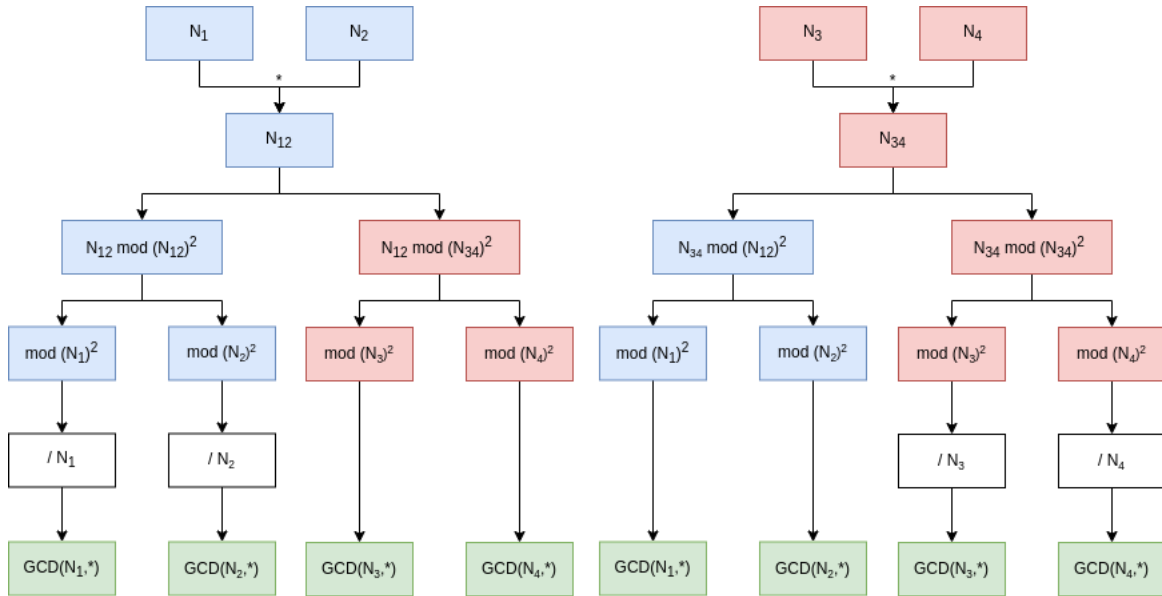 N₁
N₂
N₃
N₄
*
*
N₁₂
N₃₄
N₁₂ mod (N₁₂)²
N₁₂ mod (N₃₄)²
N₃₄ mod (N₁₂)²
N₃₄ mod (N₃₄)²
mod (N₁)²
mod (N₂)²
mod (N₃)²
mod (N₄)²
mod (N₁)²
mod (N₂)²
mod (N₃)²
mod (N₄)²
/ N₁
/ N₂
/ N₃
/ N₄
GCD(N₁,*)
GCD(N₂,*)
GCD(N₃,*)
GCD(N₄,*)
GCD(N₁,*)
GCD(N₂,*)
GCD(N₃,*)
GCD(N₄,*)